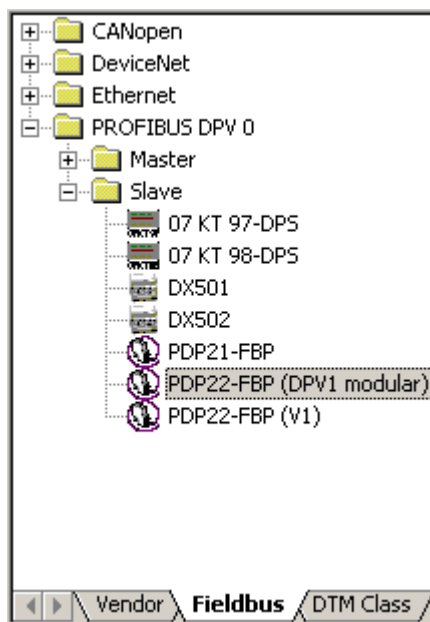 CANopen
DeviceNet
Ethernet
PROFIBUS DPV 0
Master
Slave
07 KT 97-DPS
07 KT 98-DPS
DX501
DX502
PDP21-FBP
PDP22-FBP (DPV1 modular)
PDP22-FBP (V1)
Vendor Fieldbus DTM Class